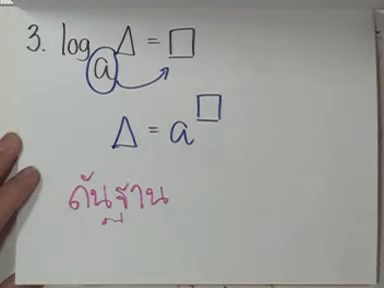 3. log_a Δ = □
Δ = a^□
ดันฐาน